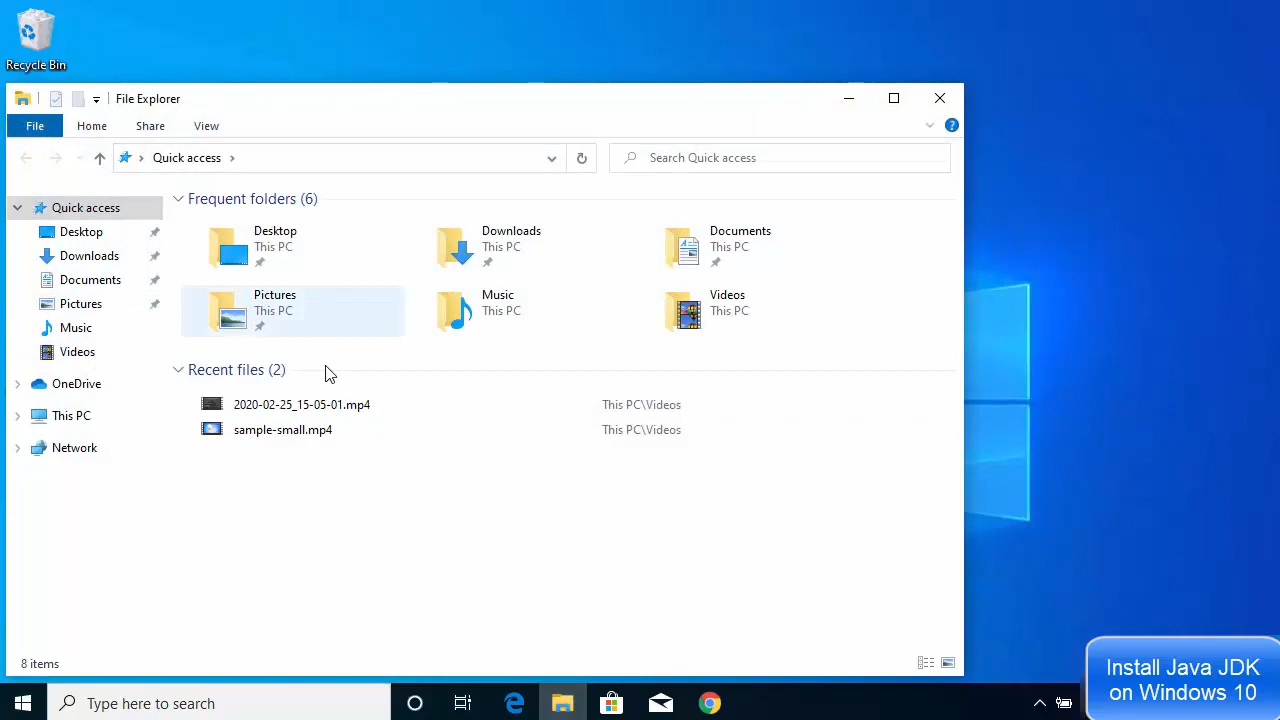 Recycle Bin
File Explorer
File Home Share View
Quick access
Search Quick access
Quick access
Desktop
Downloads
Documents
Pictures
Music
Videos
OneDrive
This PC
Network
Frequent folders (6)
Desktop
This PC
Downloads
This PC
Documents
This PC
Pictures
This PC
Music
This PC
Videos
This PC
Recent files (2)
2020-02-25_15-05-01.mp4 This PC\Videos
sample-small.mp4 This PC\Videos
8 items
Type here to search
Install Java JDK
on Windows 10